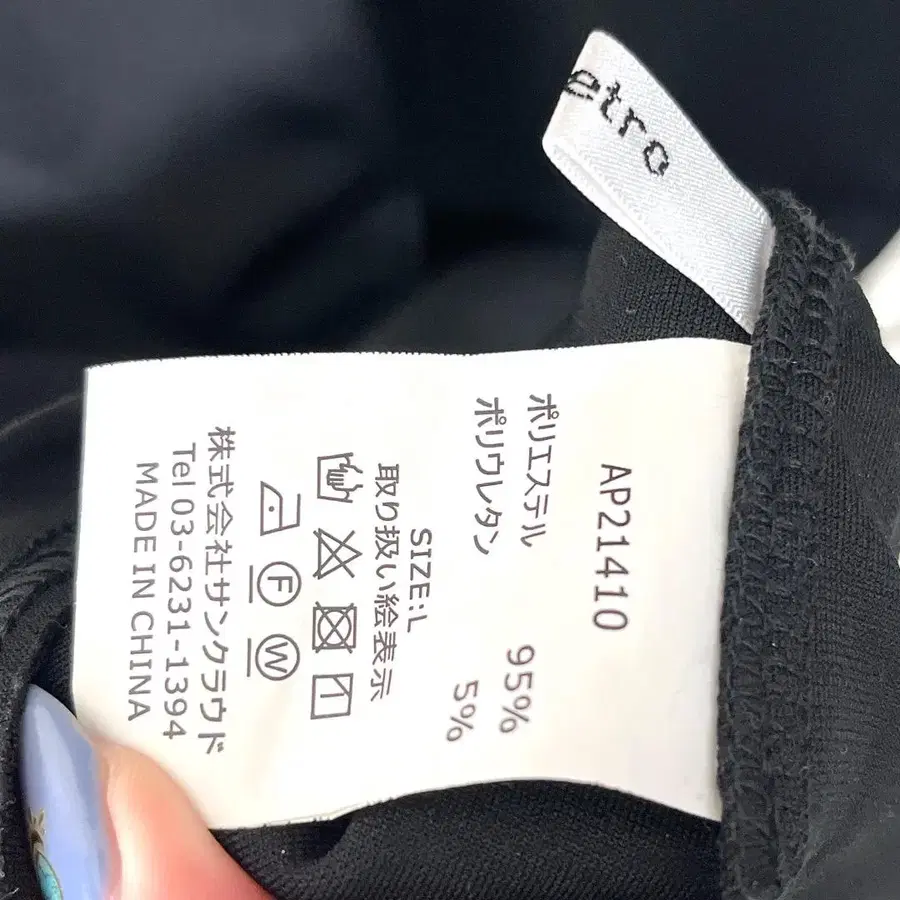 etro
AP21410
ポリエステル 95%
ポリウレタン 5%
SIZE:L
取り扱い絵表示
F W
株式会社サンクラウド
Tel 03-6231-1394
MADE IN CHINA